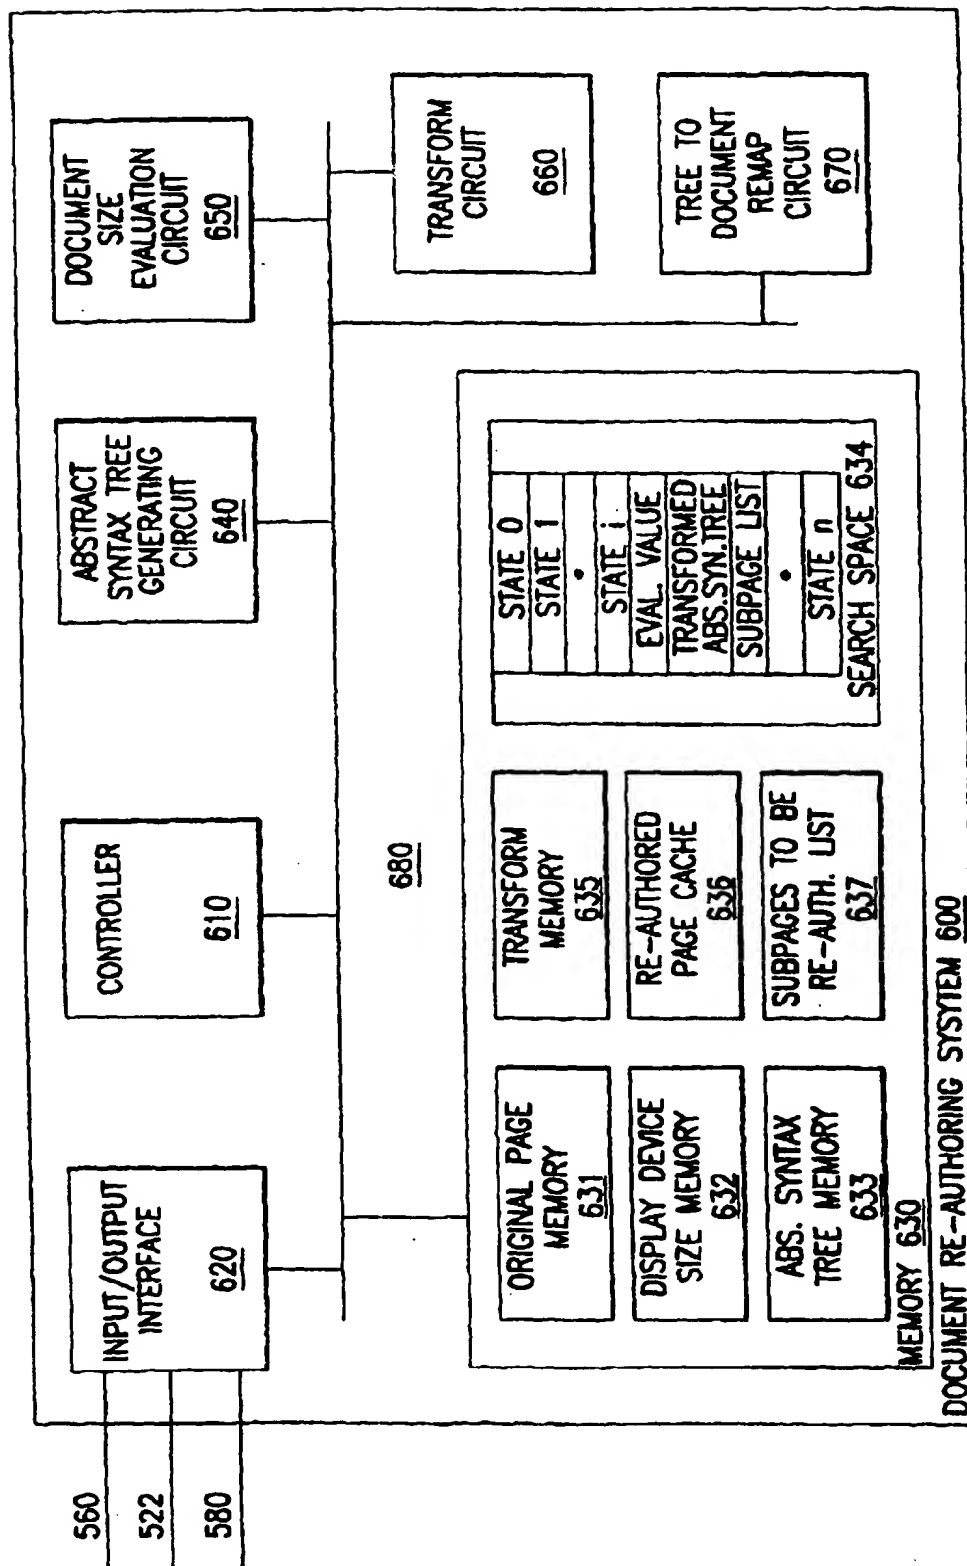 560
522
580
INPUT/OUTPUT
INTERFACE
620
CONTROLLER
610
ABSTRACT
SYNTAX TREE
GENERATING
CIRCUIT
640
DOCUMENT
SIZE
EVALUATION
CIRCUIT
650
680
TRANSFORM
CIRCUIT
660
TREE TO
DOCUMENT
REMAP
CIRCUIT
670
ORIGINAL PAGE
MEMORY
631
DISPLAY DEVICE
SIZE MEMORY
632
ABS. SYNTAX
TREE MEMORY
633
TRANSFORM
MEMORY
635
RE-AUTHORED
PAGE CACHE
636
SUBPAGES TO BE
RE-AUTH. LIST
637
STATE 0
STATE 1
•
STATE i
EVAL. VALUE
TRANSFORMED
ABS.SYN.TREE
SUBPAGE LIST
•
STATE n
SEARCH SPACE 634
MEMORY 630
DOCUMENT RE-AUTHORING SYSYTEM 600